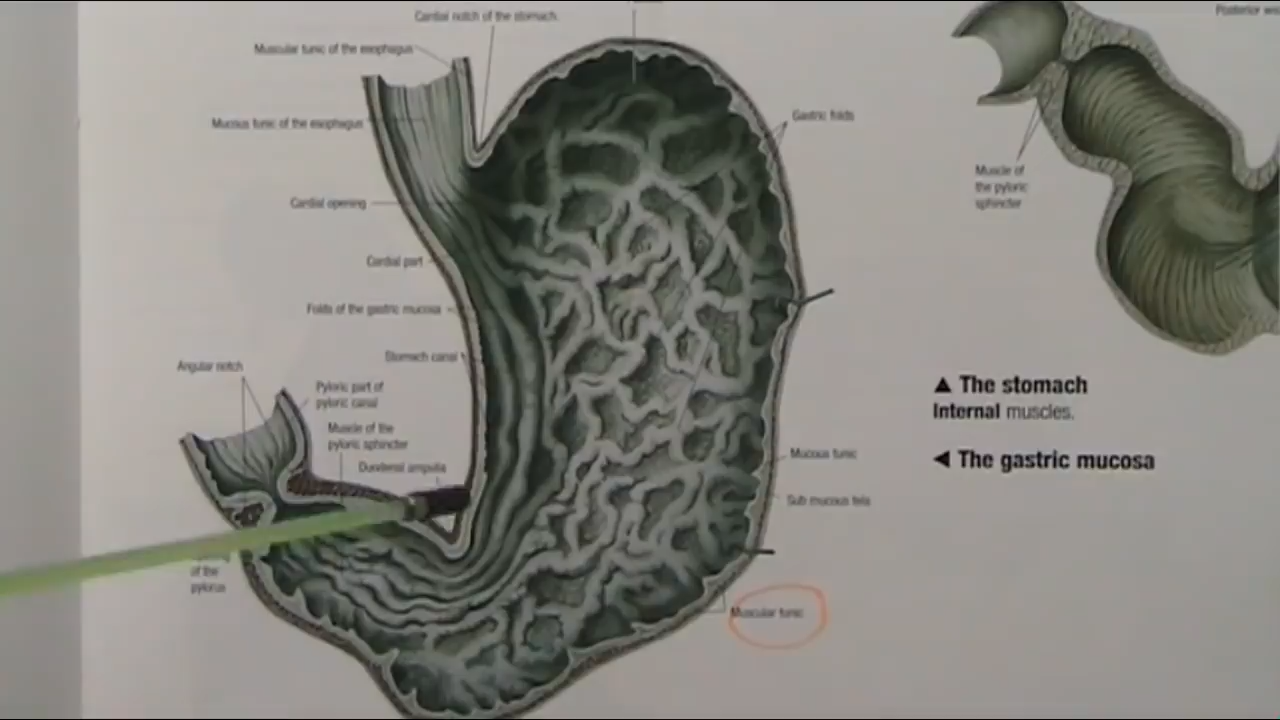 Cardial notch of the stomach
Muscular tunic of the esophagus
Mucous tunic of the esophagus
Cardial opening
Cardial part
Folds of the gastric mucosa
Stomach canal
Angular notch
Pyloric part of
pyloric canal
Muscle of the
pyloric sphincter
Duodenal ampulla
of the
pylorus
Gastric folds
Mucous tunic
Sub mucous tela
Muscular tunic
Posterior
Muscle of
the pyloric
sphincter
▲ The stomach
Internal muscles.
◀ The gastric mucosa